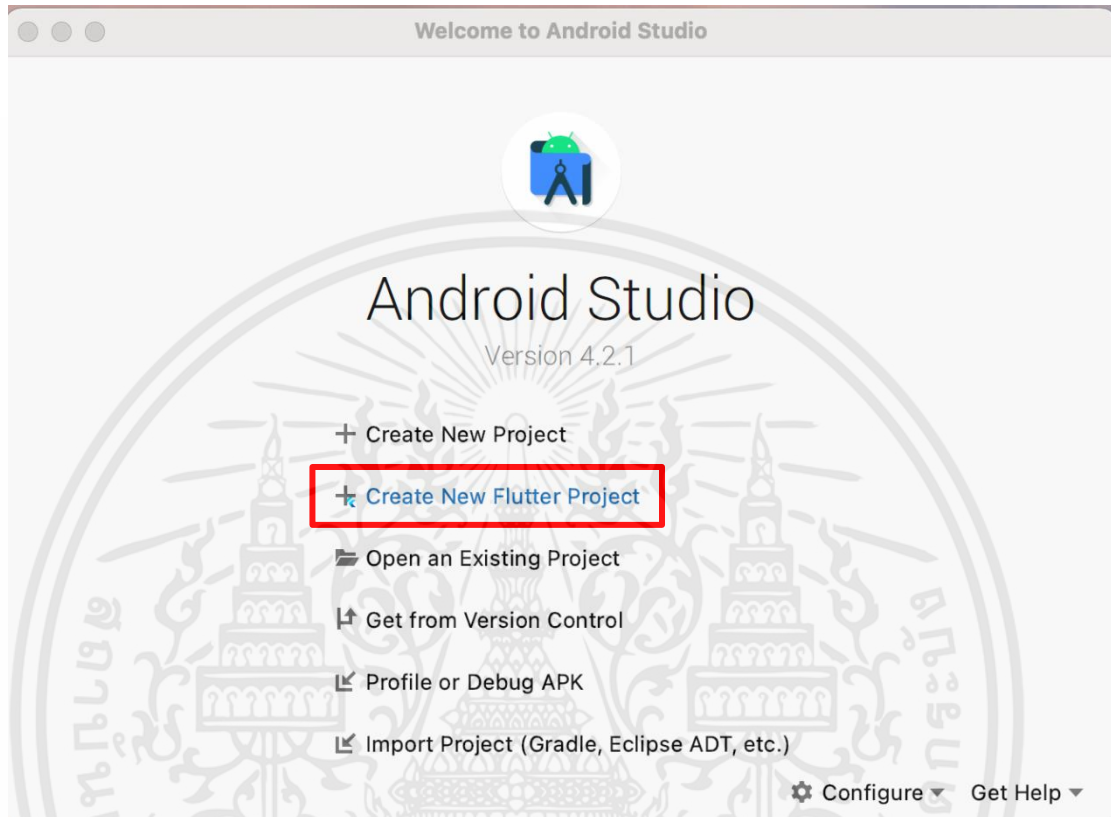 Welcome to Android Studio
Android Studio
Version 4.2.1
Create New Project
Create New Flutter Project
Open an Existing Project
Get from Version Control
Profile or Debug APK
Import Project (Gradle, Eclipse ADT, etc.)
Configure
Get Help